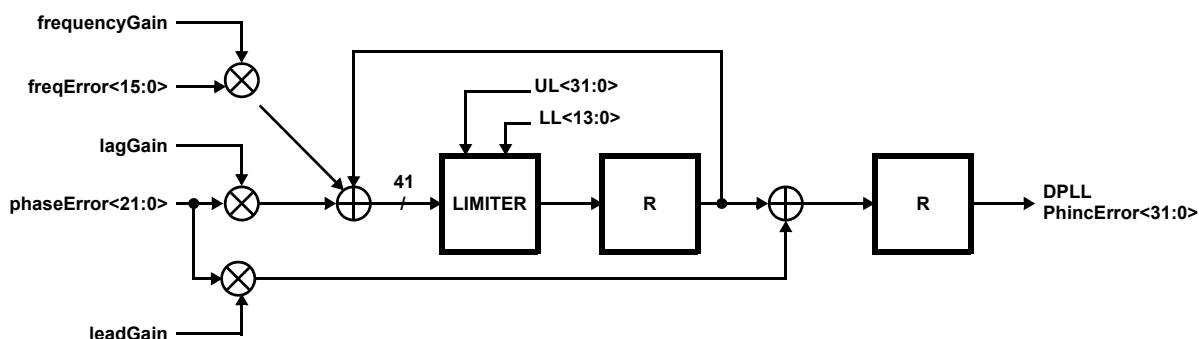 frequencyGain
freqError<15:0>
UL<31:0>
LL<13:0>
lagGain
41
phaseError<21:0>
LIMITER
R
R
DPLL
PhincError<31:0>
leadGain